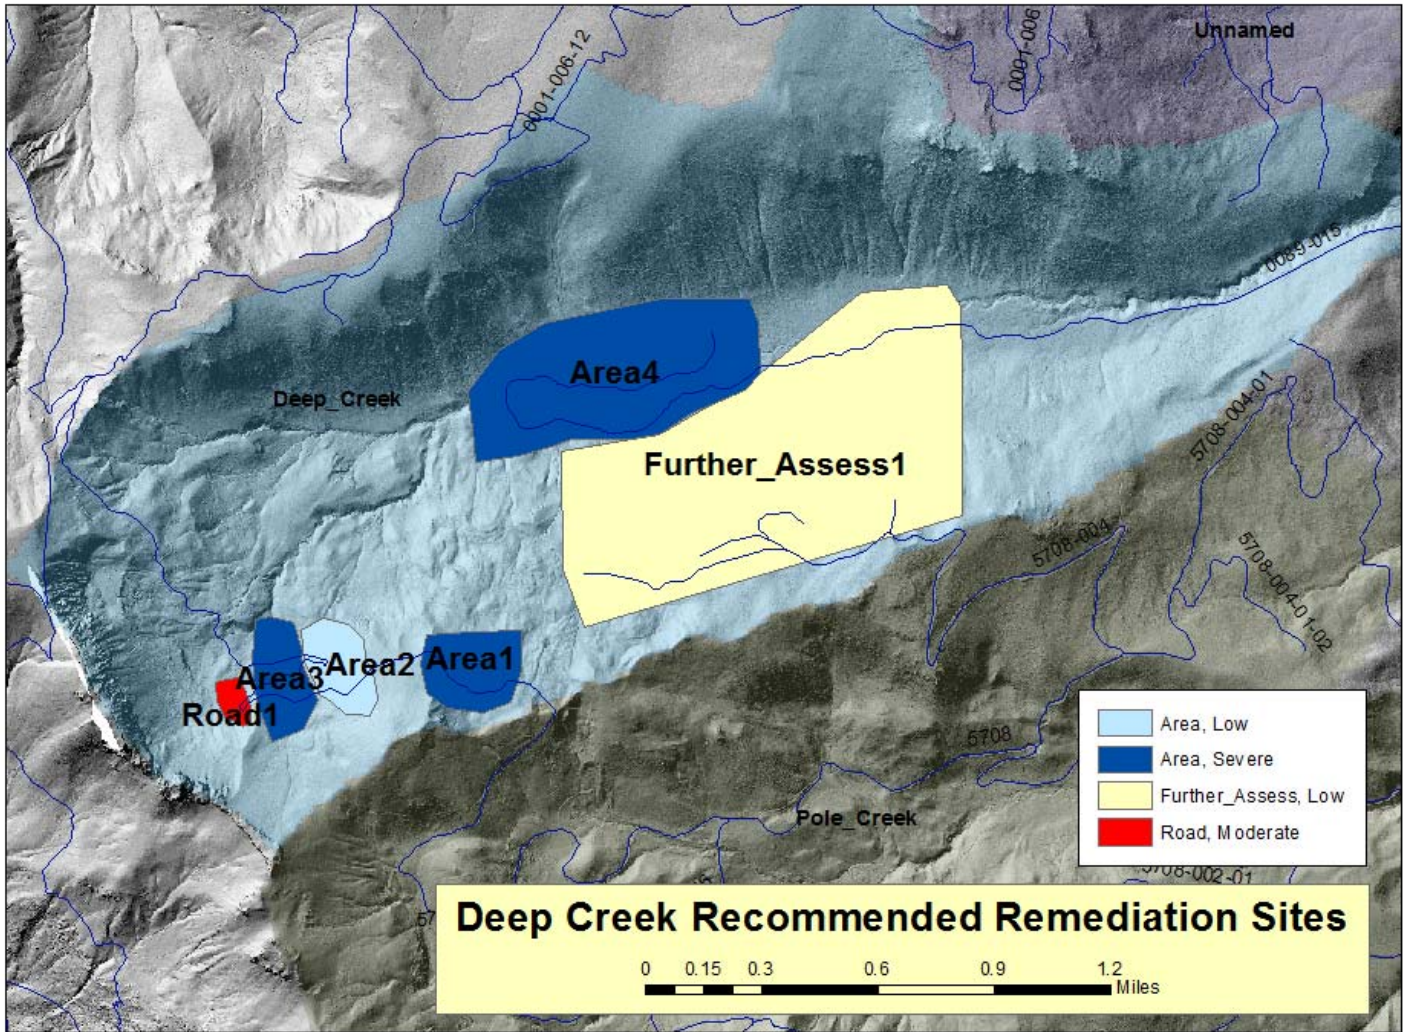 Unnamed
0001-006-12
0001-006
0089-015
Area4
Deep_Creek
5708-004-01
Further_Assess1
5708-004
5708-004-01-02
Area1
Area2
Area3
Road1
5708
Pole_Creek
Area, Low
Area, Severe
Further_Assess, Low
Road, Moderate
5708-002-01
57
Deep Creek Recommended Remediation Sites
0 0.15 0.3 0.6 0.9 1.2
Miles